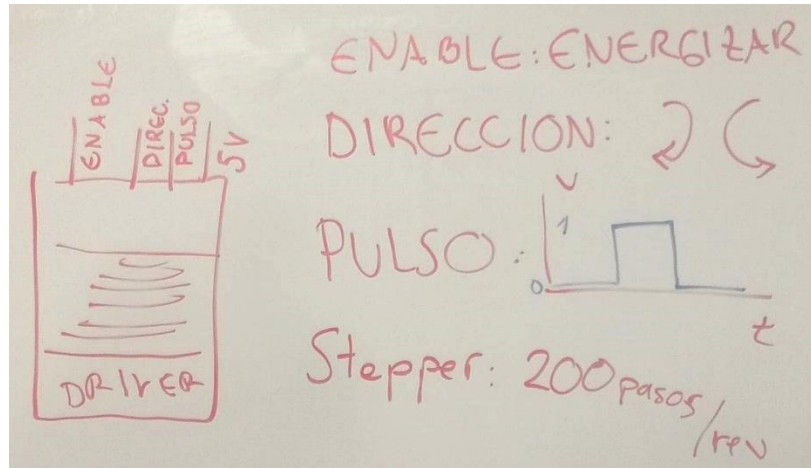 ENABLE
DIREC.
PULSO
5V
DRIVER
ENABLE: ENERGIZAR
DIRECCION:
PULSO:
V
1
0
t
Stepper: 200 pasos/rev